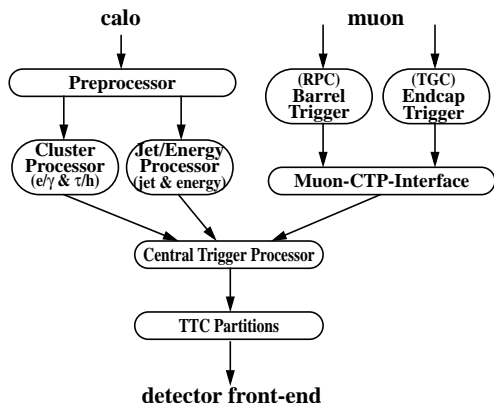 calo
muon
Preprocessor
(RPC)
Barrel
Trigger
(TGC)
Endcap
Trigger
Cluster
Processor
(e/γ & τ/h)
Jet/Energy
Processor
(jet & energy)
Muon-CTP-Interface
Central Trigger Processor
TTC Partitions
detector front-end